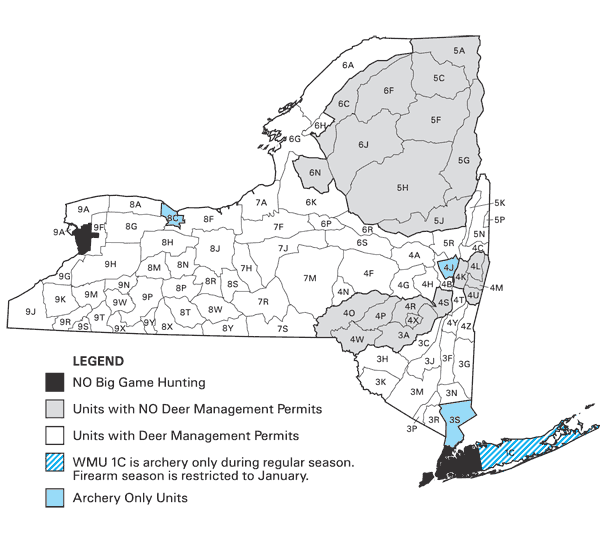 5A
6A
5C
6F
6C
5F
6H
6G
6J
5G
6N
5H
5K
6K
7A
8A
9A
8C
5P
8F
5J
9F
8G
7F
6P
6R
9A
5N
5R
8H
6S
4C
8J
7J
4A
9H
8M
8N
7H
4J
4L
9G
7M
4F
4K
8R
8S
4G
4H
4B
4M
8P
4N
9M
9P
4U
9K
9W
7R
4S
4T
8T
8W
4O
4P
4R
9J
9T
4X
9R
9S
9X
9Y
8X
8Y
7S
4Y
4Z
4W
3A
3C
3H
3J
3F
3G
3K
3M
3N
3P
3R
3S
1C
LEGEND
NO Big Game Hunting
Units with NO Deer Management Permits
Units with Deer Management Permits
WMU 1C is archery only during regular season.
Firearm season is restricted to January.
Archery Only Units